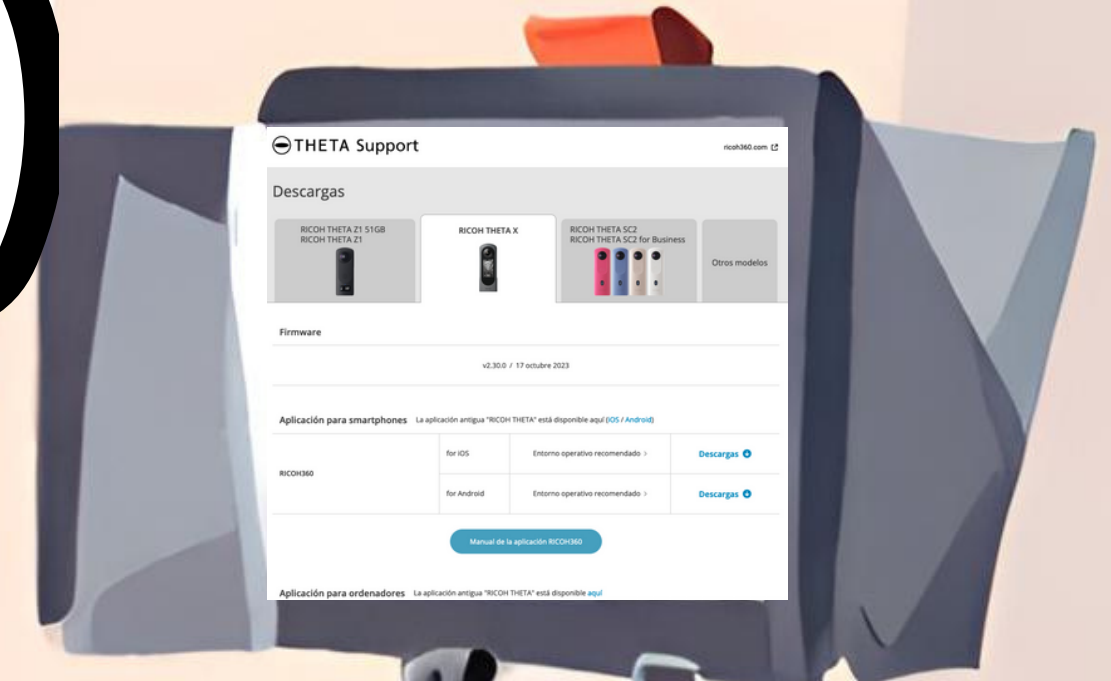 THETA Support
ricoh360.com
Descargas
RICOH THETA Z1 51GB
RICOH THETA Z1
RICOH THETA X
RICOH THETA SC2
RICOH THETA SC2 for Business
Otros modelos
Firmware
v2.30.0 / 17 octubre 2023
Aplicación para smartphones La aplicación antigua "RICOH THETA" está disponible aquí (iOS / Android)
RICOH360
for iOS Entorno operativo recomendado > Descargas
for Android Entorno operativo recomendado > Descargas
Manual de la aplicación RICOH360
Aplicación para ordenadores La aplicación antigua "RICOH THETA" está disponible aquí